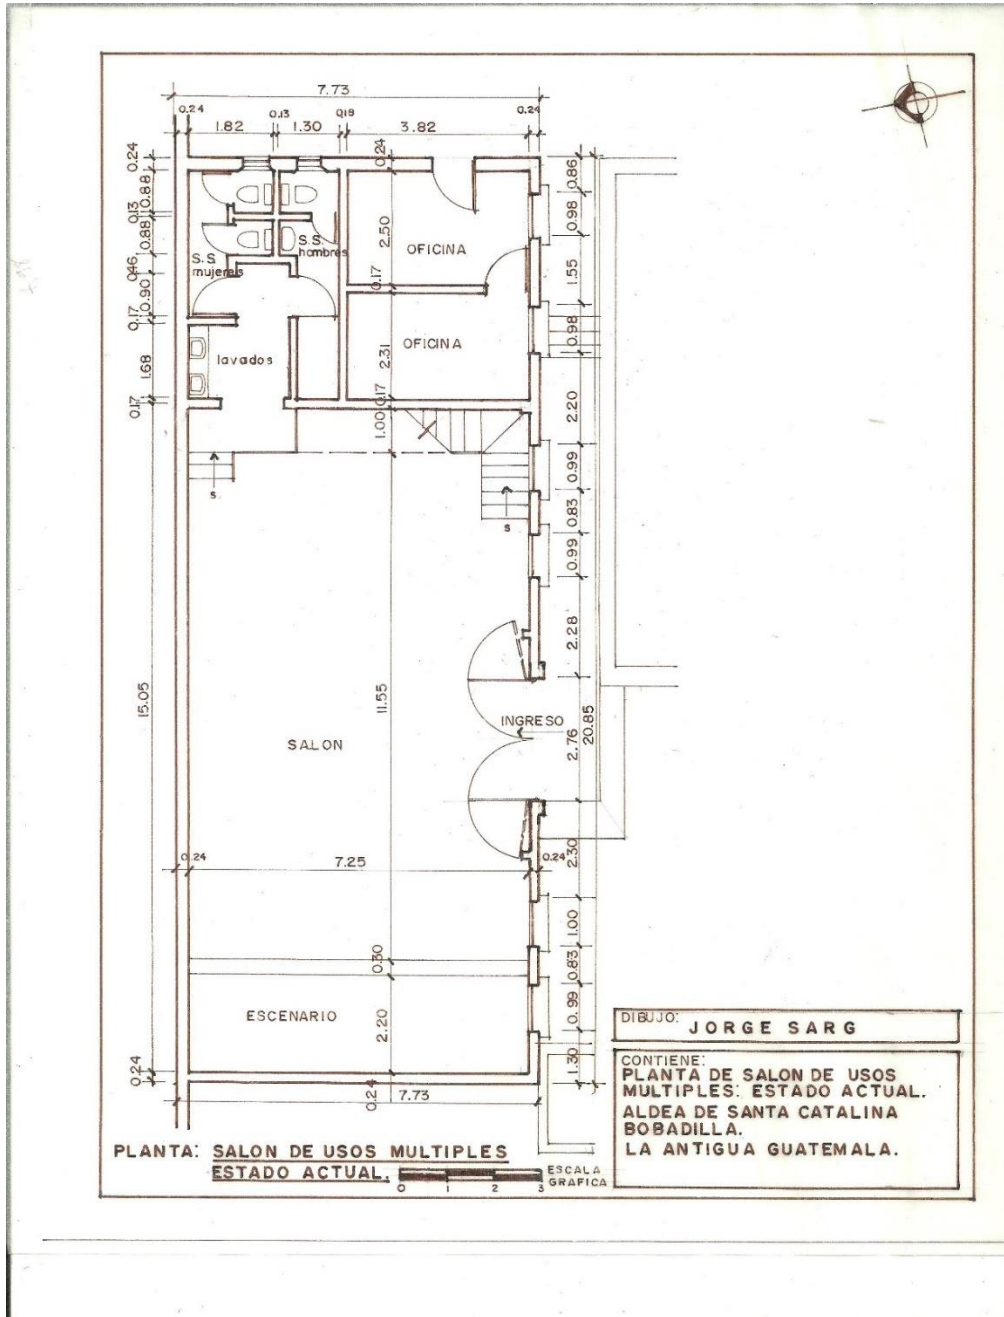 7.73
0.24
1.82
0.13
1.30
0.18
3.82
0.24
0.24
0.88
0.13
0.88
0.46
0.90
0.17
1.68
0.17
15.05
0.24
0.24
2.50
0.17
2.31
0.17
1.00
11.55
0.30
2.20
0.24
0.86
0.98
1.55
0.98
2.20
0.99
0.83
0.99
2.28
2.76
20.85
2.30
1.00
0.83
0.99
1.30
S.S.
mujeres
S.S.
hombres
OFICINA
OFICINA
lavados
s.
s
INGRESO
SALON
0.24
7.25
0.24
ESCENARIO
7.73
PLANTA: SALON DE USOS MULTIPLES
ESTADO ACTUAL.
0 1 2 3
ESCALA
GRAFICA
DIBUJO: JORGE SARG
CONTIENE:
PLANTA DE SALON DE USOS
MULTIPLES: ESTADO ACTUAL.
ALDEA DE SANTA CATALINA
BOBADILLA.
LA ANTIGUA GUATEMALA.